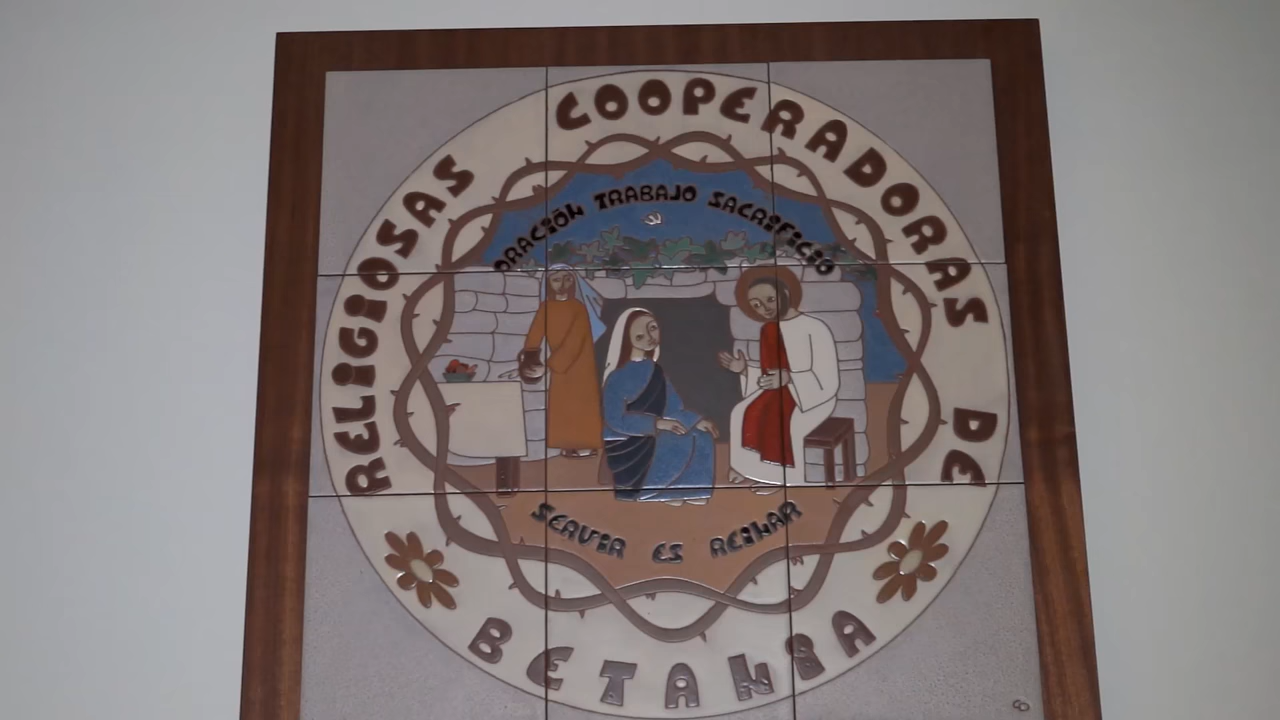 RELIGIOSAS COOPERADORAS DE
BETANIA
ORACIÓN TRABAJO SACRIFICIO
SERVIR ES REINAR